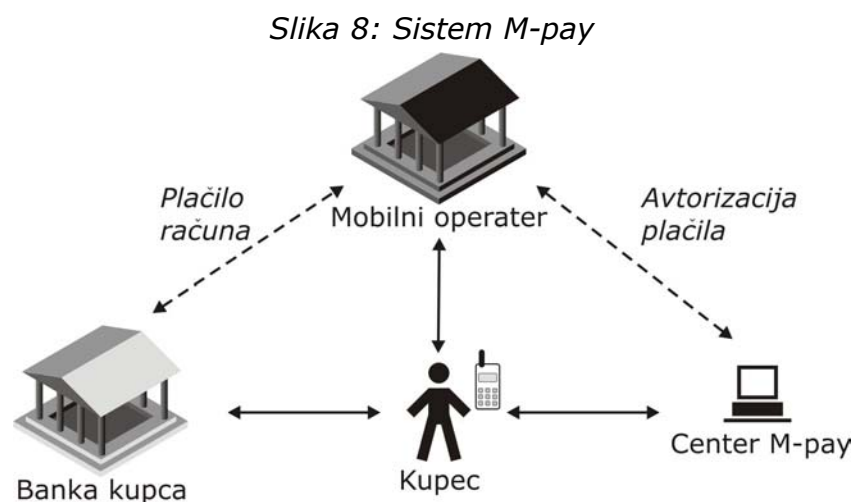 Slika 8: Sistem M-pay
Plačilo
računa
Mobilni operater
Avtorizacija
plačila
Banka kupca
Kupec
Center M-pay